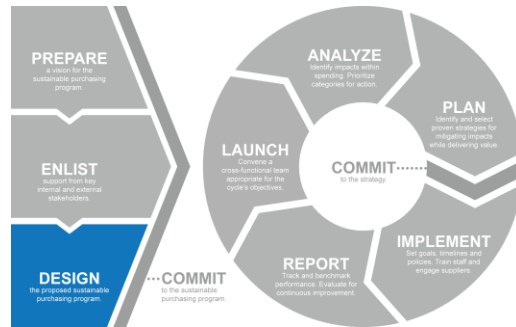 PREPARE
a vision for the
sustainable purchasing
program.
ENLIST
support from key
internal and external
stakeholders.
DESIGN
the proposed sustainable
purchasing program.
COMMIT
to the sustainable
purchasing program.
ANALYZE
Identify impacts within
spending. Prioritize
categories for action.
PLAN
Identify and select
proven strategies for
mitigating impacts
while delivering value.
COMMIT
to the strategy.
IMPLEMENT
Set goals, timelines and
policies. Train staff and
engage suppliers.
REPORT
Track and benchmark
performance. Evaluate for
continuous improvement.
LAUNCH
Convene a
cross-functional team
appropriate for the
cycle's objectives